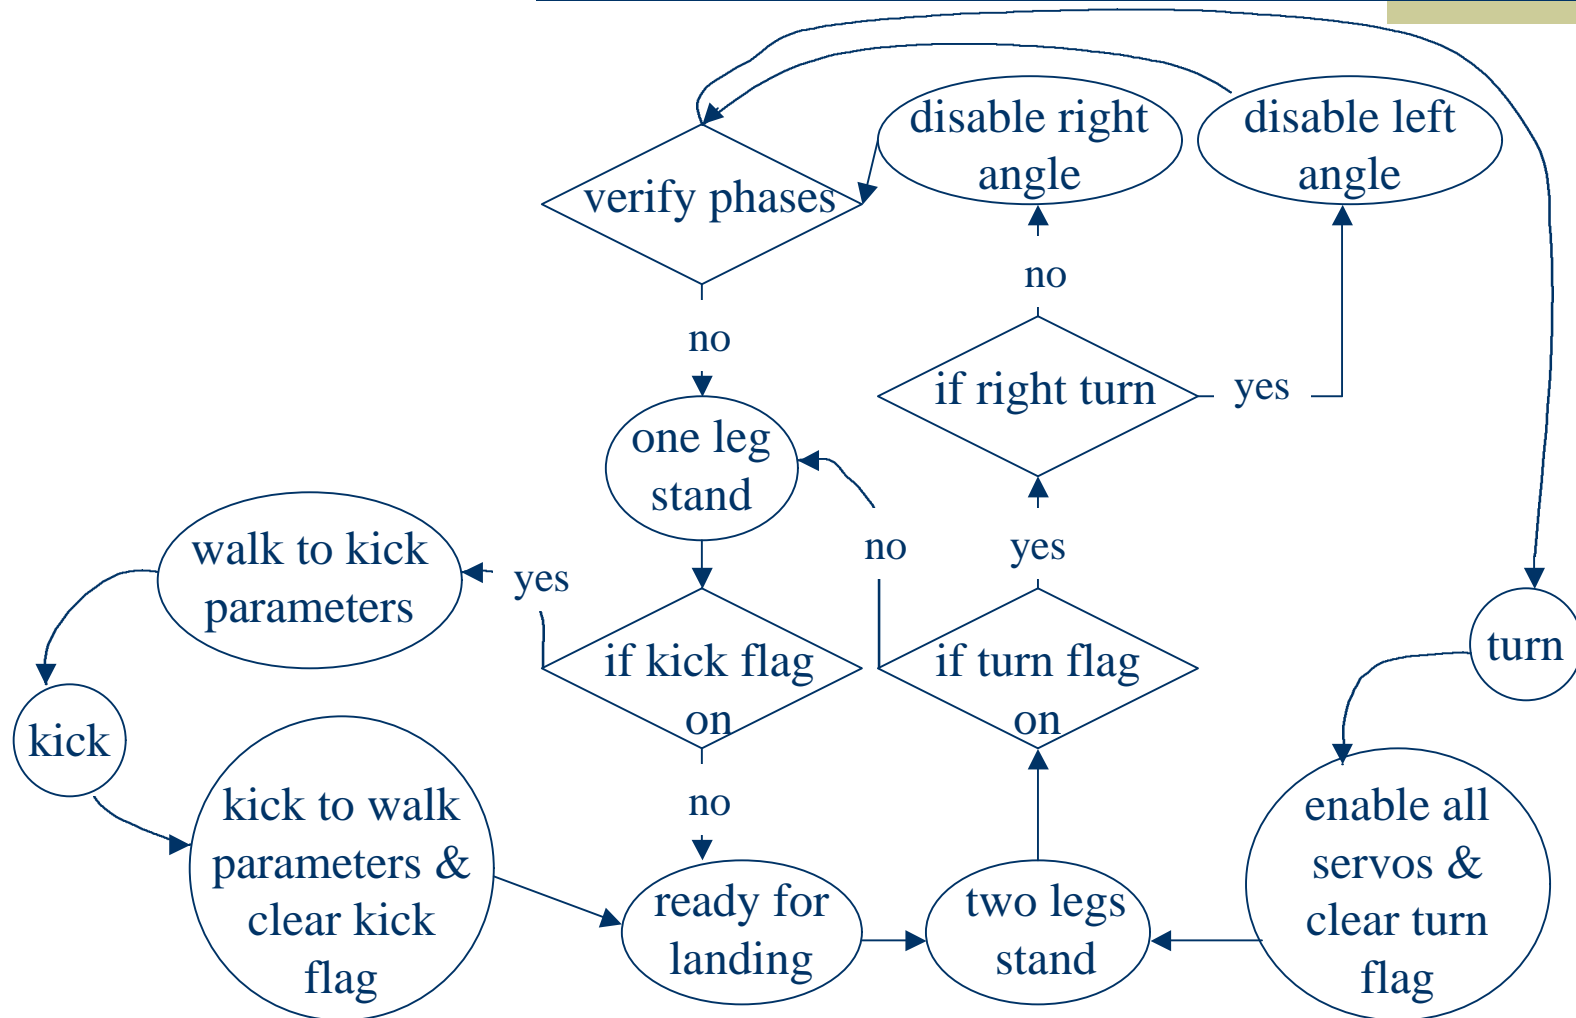 disable right
angle
disable left
angle
verify phases
no
no
if right turn
yes
one leg
stand
walk to kick
parameters
yes
no
yes
if kick flag
on
if turn flag
on
turn
kick
no
kick to walk
parameters &
clear kick
flag
ready for
landing
two legs
stand
enable all
servos &
clear turn
flag